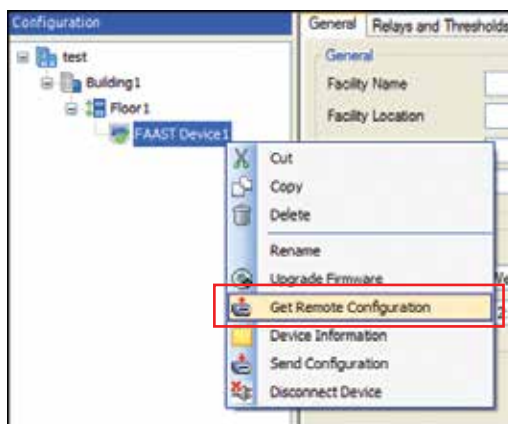 Configuration
General
Relays and Thresholds
test
Building1
Floor1
FAAST Device1
General
Facility Name
Facility Location
Cut
Copy
Delete
Rename
Upgrade Firmware
Get Remote Configuration
Device Information
Send Configuration
Disconnect Device